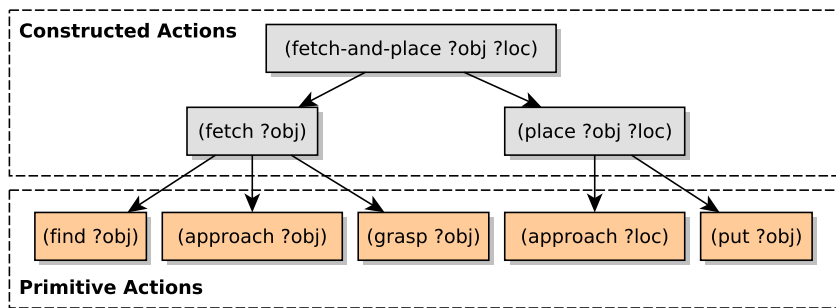 Constructed Actions
(fetch-and-place ?obj ?loc)
(fetch ?obj)
(place ?obj ?loc)
(find ?obj)
(approach ?obj)
(grasp ?obj)
(approach ?loc)
(put ?obj)
Primitive Actions